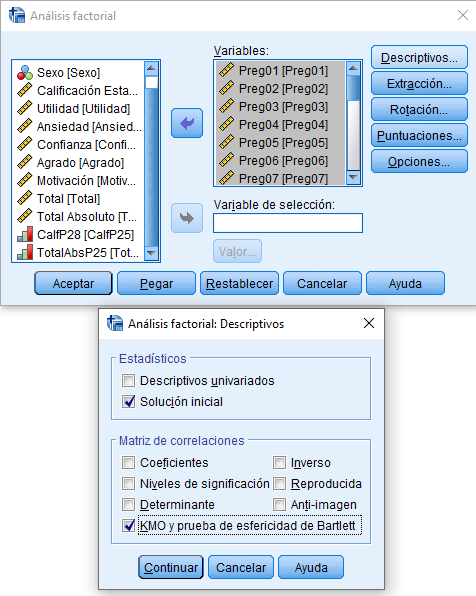 Análisis factorial
Variables:
Sexo [Sexo]
Calificación Esta...
Utilidad [Utilidad]
Ansiedad [Ansied...
Confianza [Confi...
Agrado [Agrado]
Motivación [Motiv...
Total [Total]
Total Absoluto [T...
CalfP28 [CalfP25]
TotalAbsP25 [Tot...
Preg01 [Preg01]
Preg02 [Preg02]
Preg03 [Preg03]
Preg04 [Preg04]
Preg05 [Preg05]
Preg06 [Preg06]
Preg07 [Preg07]
Descriptivos...
Extracción...
Rotación...
Puntuaciones...
Opciones...
Variable de selección:
Valor...
Aceptar
Pegar
Restablecer
Cancelar
Ayuda
Análisis factorial: Descriptivos
Estadísticos
Descriptivos univariados
Solución inicial
Matriz de correlaciones
Coeficientes
Inverso
Niveles de significación
Reproducida
Determinante
Anti-imagen
KMO y prueba de esfericidad de Bartlett
Continuar
Cancelar
Ayuda